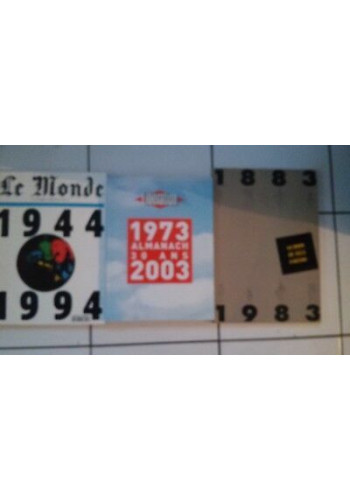 Le Monde
1944
1994
1973
ALMANACH
30 ANS
2003
1883
1983